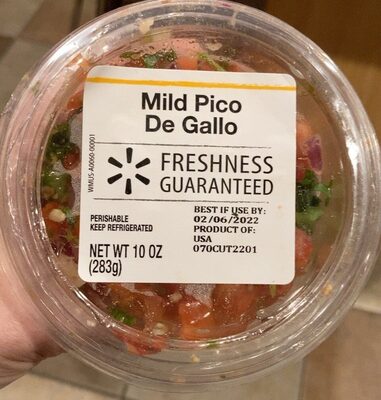 Mild Pico
De Gallo
FRESHNESS
GUARANTEED
WMUS-A0060-00001
PERISHABLE
KEEP REFRIGERATED
NET WT 10 OZ
(283g)
BEST IF USE BY:
02/06/2022
PRODUCT OF:
USA
070CUT2201